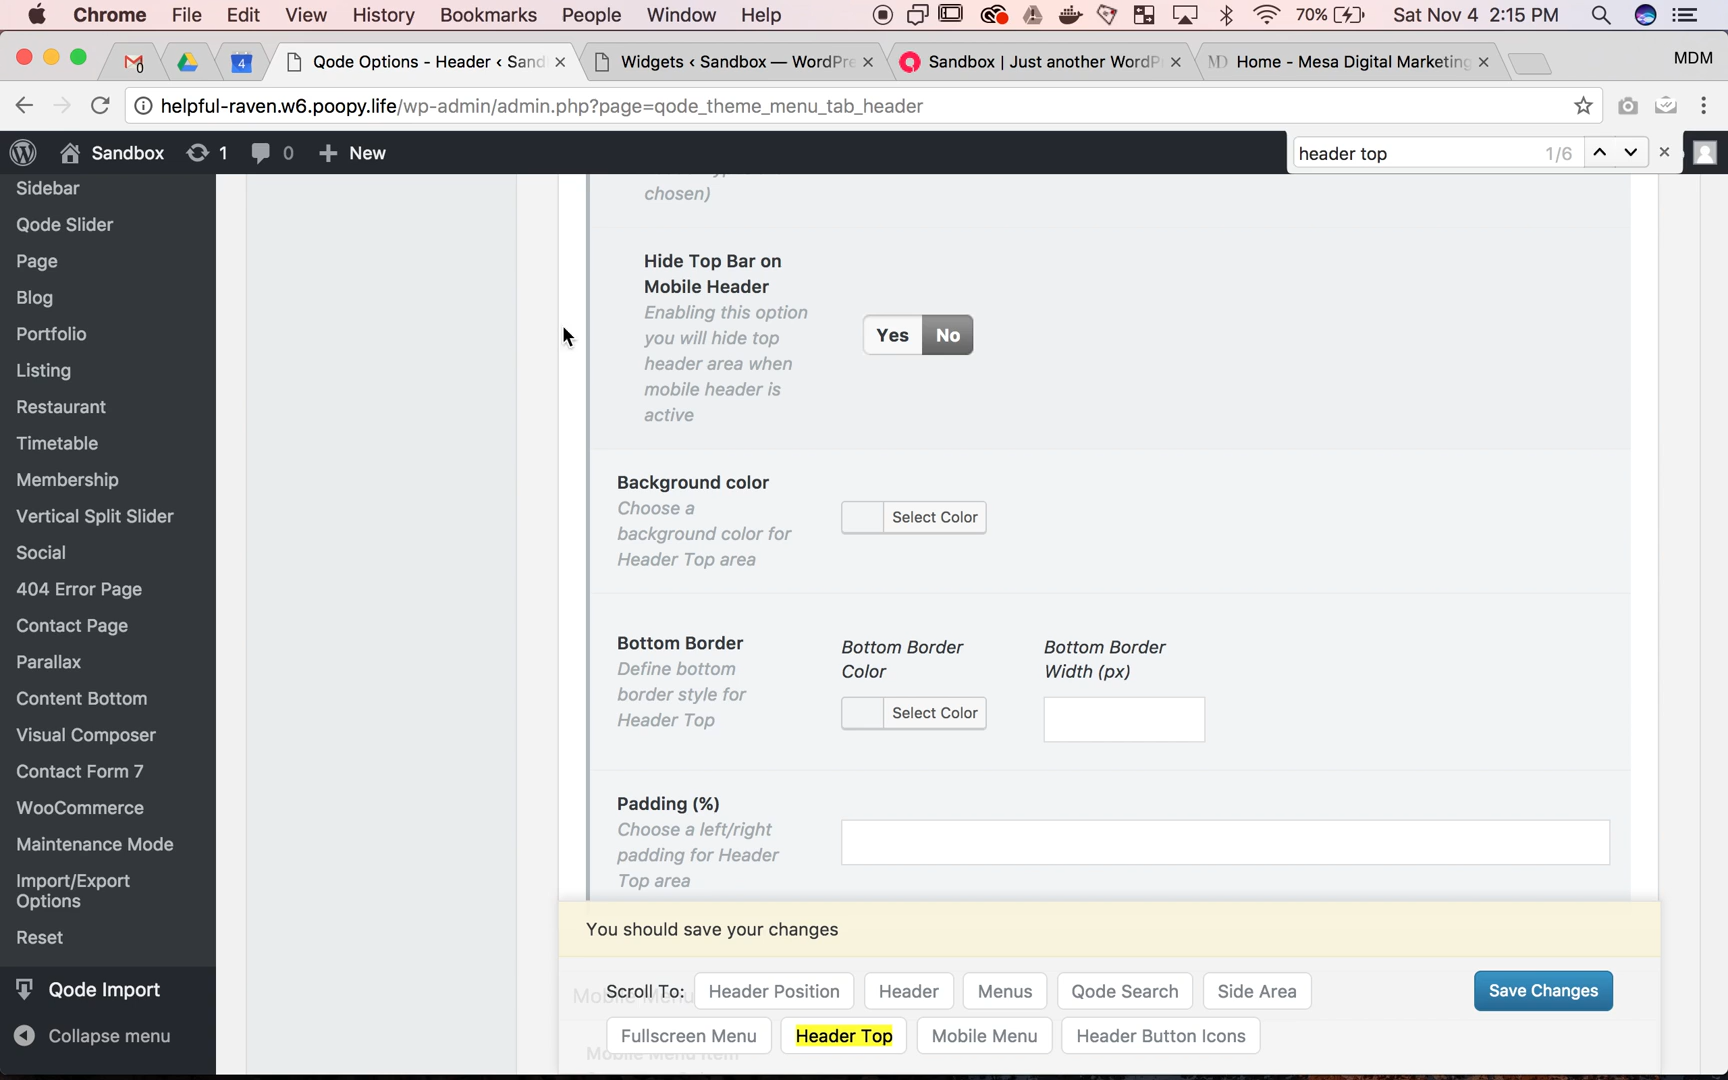 Chrome File Edit View History Bookmarks People Window Help 70% Sat Nov 4 2:15 PM
4 Qode Options - Header ‹ Sand Widgets ‹ Sandbox — WordPre Sandbox | Just another WordP MD Home - Mesa Digital Marketing MDM
helpful-raven.w6.poopy.life/wp-admin/admin.php?page=qode_theme_menu_tab_header
Sandbox 1 0 + New header top 1/6
Sidebar
Qode Slider
Page
Blog
Portfolio
Listing
Restaurant
Timetable
Membership
Vertical Split Slider
Social
404 Error Page
Contact Page
Parallax
Content Bottom
Visual Composer
Contact Form 7
WooCommerce
Maintenance Mode
Import/Export
Options
Reset
Qode Import
Collapse menu
chosen)
Hide Top Bar on
Mobile Header
Enabling this option
you will hide top
header area when
mobile header is
active
Yes No
Background color
Choose a
background color for
Header Top area
Select Color
Bottom Border
Define bottom
border style for
Header Top
Bottom Border
Color
Select Color
Bottom Border
Width (px)
Padding (%)
Choose a left/right
padding for Header
Top area
You should save your changes
Scroll To: Header Position Header Menus Qode Search Side Area Save Changes
Fullscreen Menu Header Top Mobile Menu Header Button Icons
Mobile Menu Item